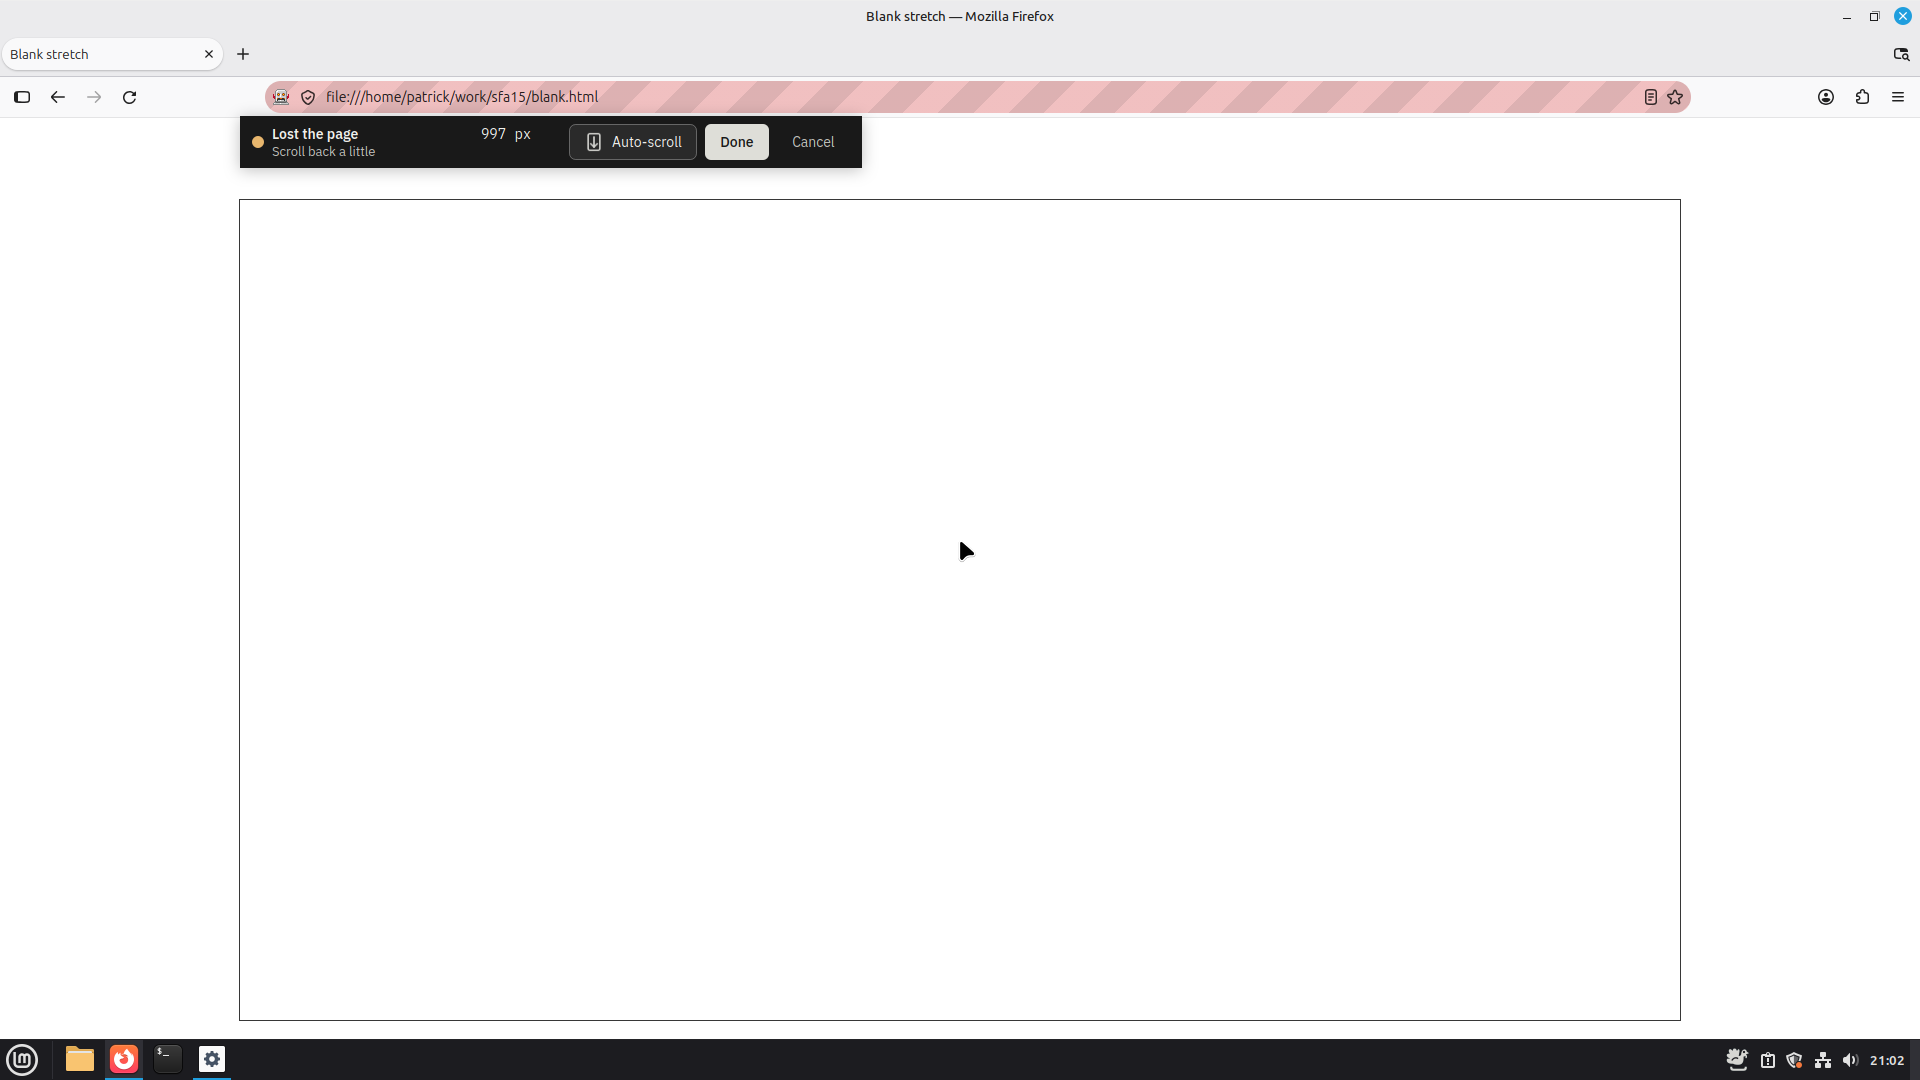 Blank stretch — Mozilla Firefox
Blank stretch
file:///home/patrick/work/sfa15/blank.html
Lost the page
Scroll back a little
997 px
Auto-scroll
Done
Cancel
$_
21:02